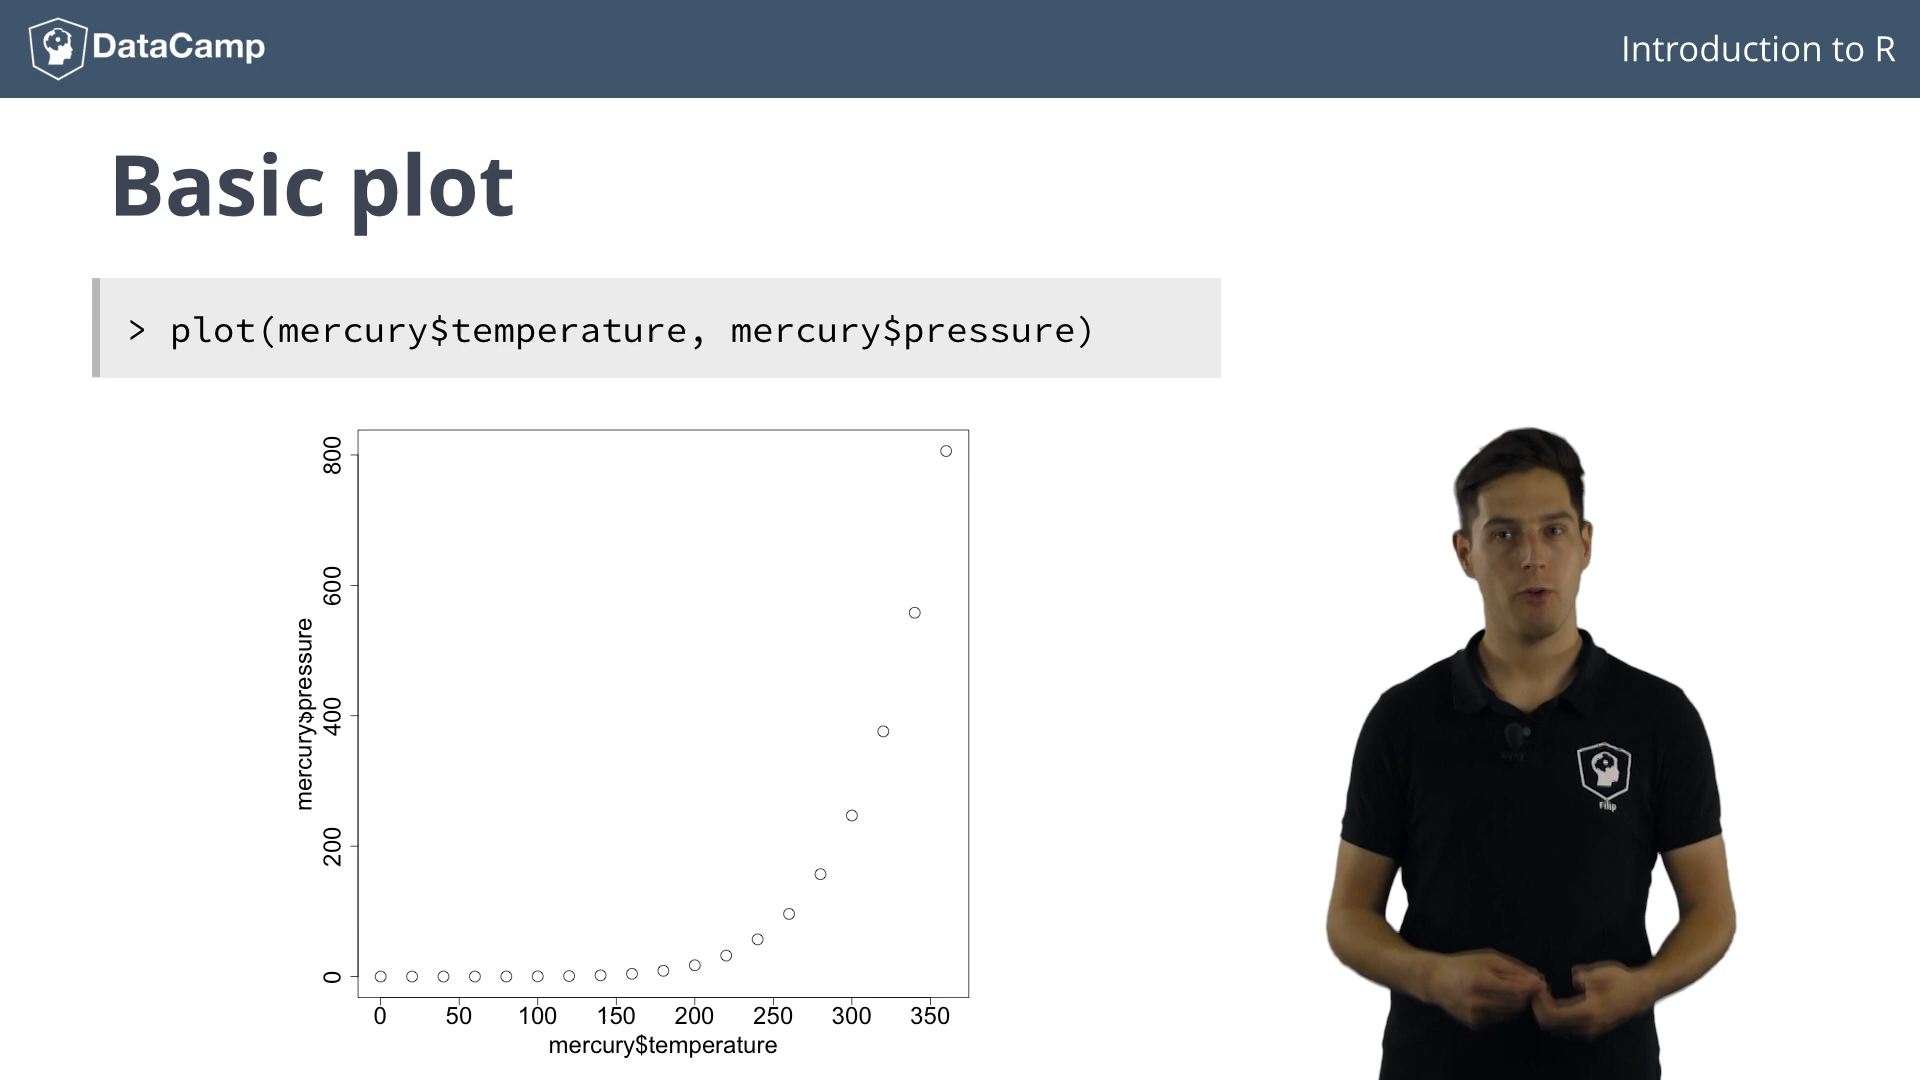 DataCamp
Introduction to R
Basic plot
> plot(mercury$temperature, mercury$pressure)
800
600
400
200
0
mercury$pressure
0 50 100 150 200 250 300 350
mercury$temperature
Filip